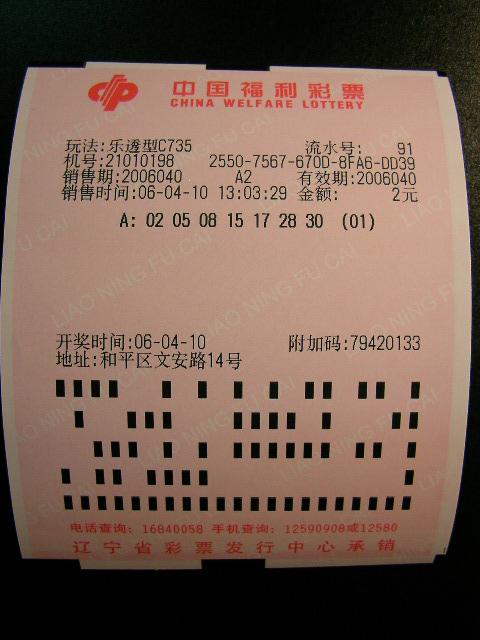 中国福利彩票
CHINA WELFARE LOTTERY
玩法:乐透型C735 流水号: 91
机号:21010198 2550-7567-670D-8FA6-DD39
销售期:2006040 A2 有效期:2006040
销售时间:06-04-10 13:03:29 金额: 2元
A: 02 05 08 15 17 28 30 (01)
LIAO NING FU CAI
开奖时间:06-04-10 附加码:79420133
地址:和平区文安路14号
电话查询: 16840058 手机查询: 12590908或12580
辽宁省彩票发行中心承销